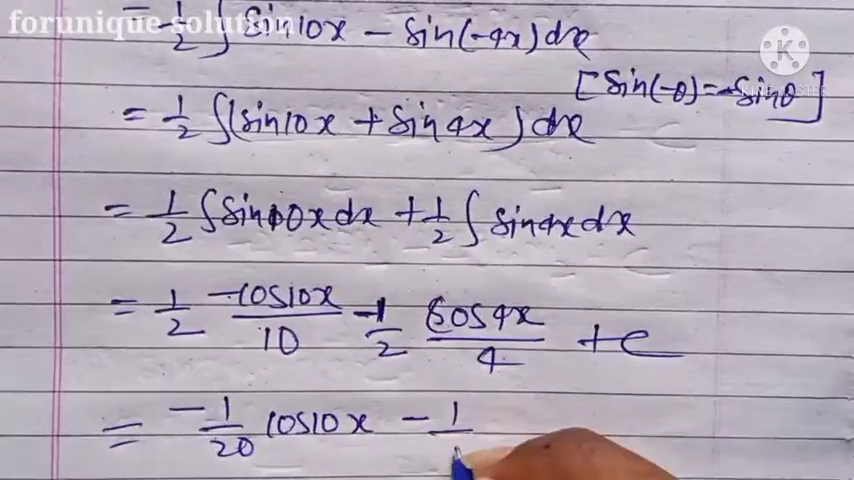 forunique solution
= 1/2 ∫ sin10x - sin(-4x) dx
[sin(-θ) = -sinθ]
= 1/2 ∫(sin10x + sin4x) dx
= 1/2 ∫ sin10x dx + 1/2 ∫ sin4x dx
= 1/2 -cos10x/10 - 1/2 cos4x/4 + c
= -1/20 cos10x - 1/